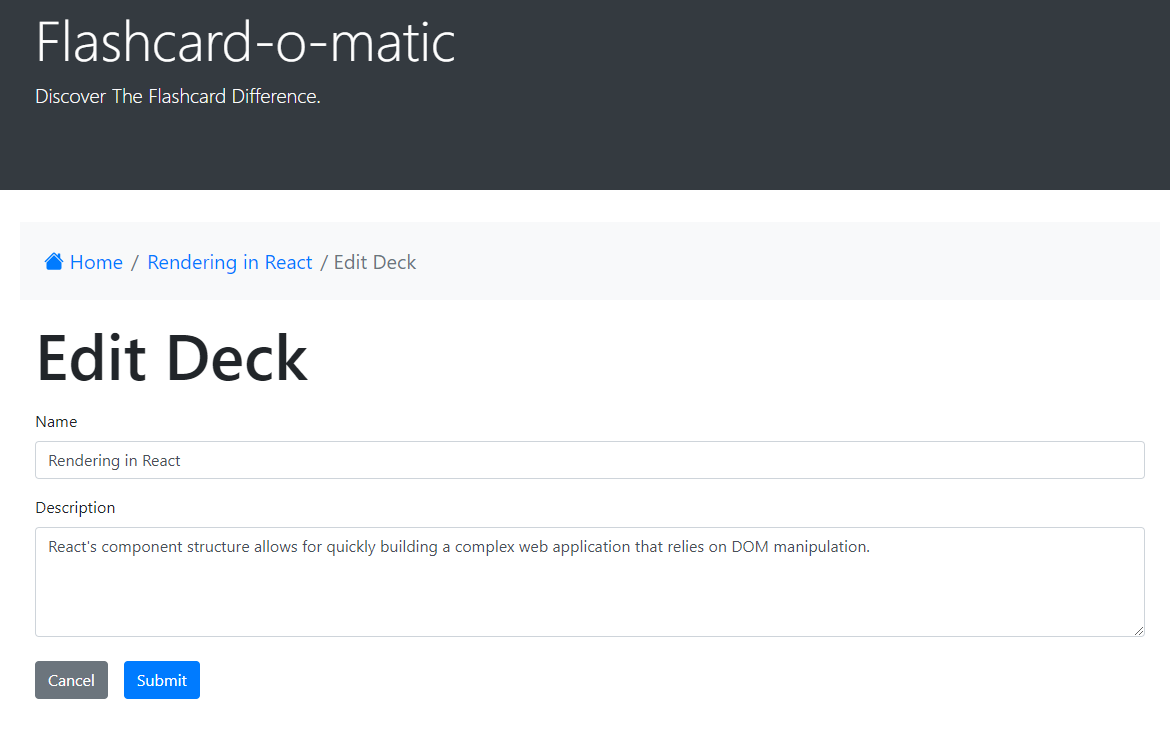 Flashcard-o-matic
Discover The Flashcard Difference.
Home / Rendering in React / Edit Deck
Edit Deck
Name
Rendering in React
Description
React's component structure allows for quickly building a complex web application that relies on DOM manipulation.
Cancel Submit